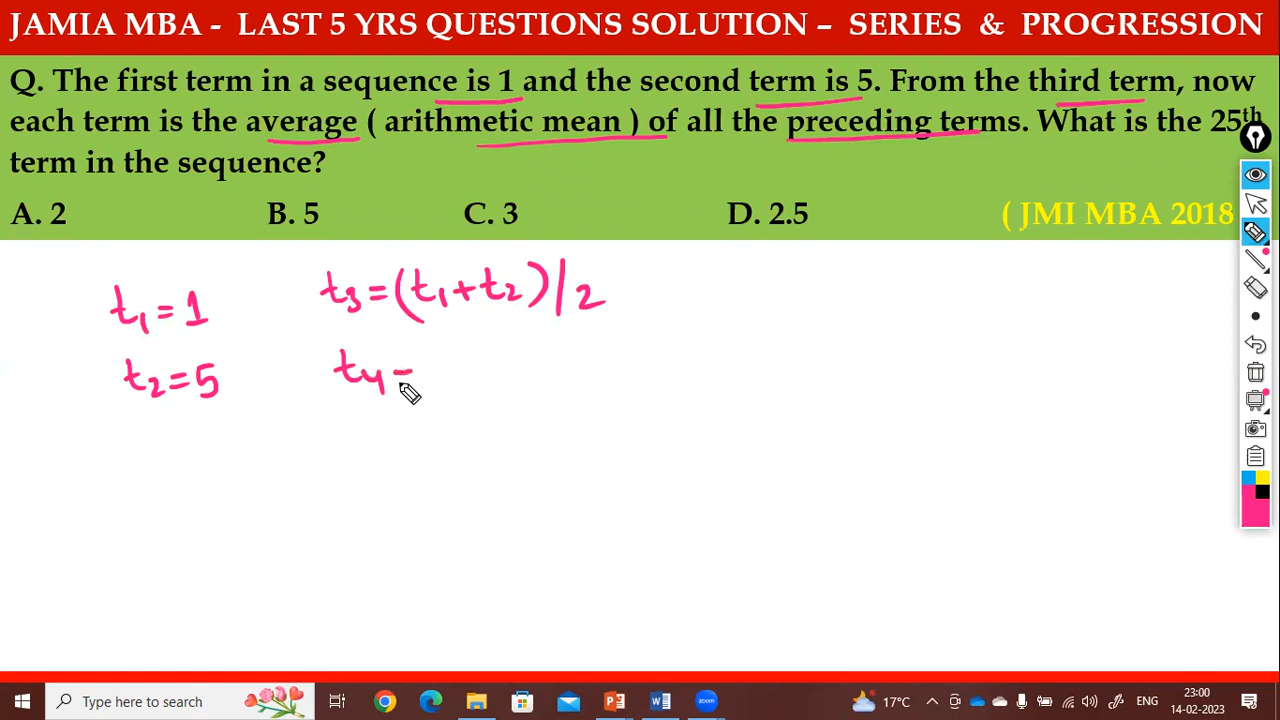 JAMIA MBA - LAST 5 YRS QUESTIONS SOLUTION – SERIES & PROGRESSION
Q. The first term in a sequence is 1 and the second term is 5. From the third term, now
each term is the average ( arithmetic mean ) of all the preceding terms. What is the 25th
term in the sequence?
A. 2 B. 5 C. 3 D. 2.5 ( JMI MBA 2018
t1 = 1 t3 = (t1 + t2) / 2
t2 = 5 t4 =
Type here to search 17°C ENG 23:00
14-02-2023